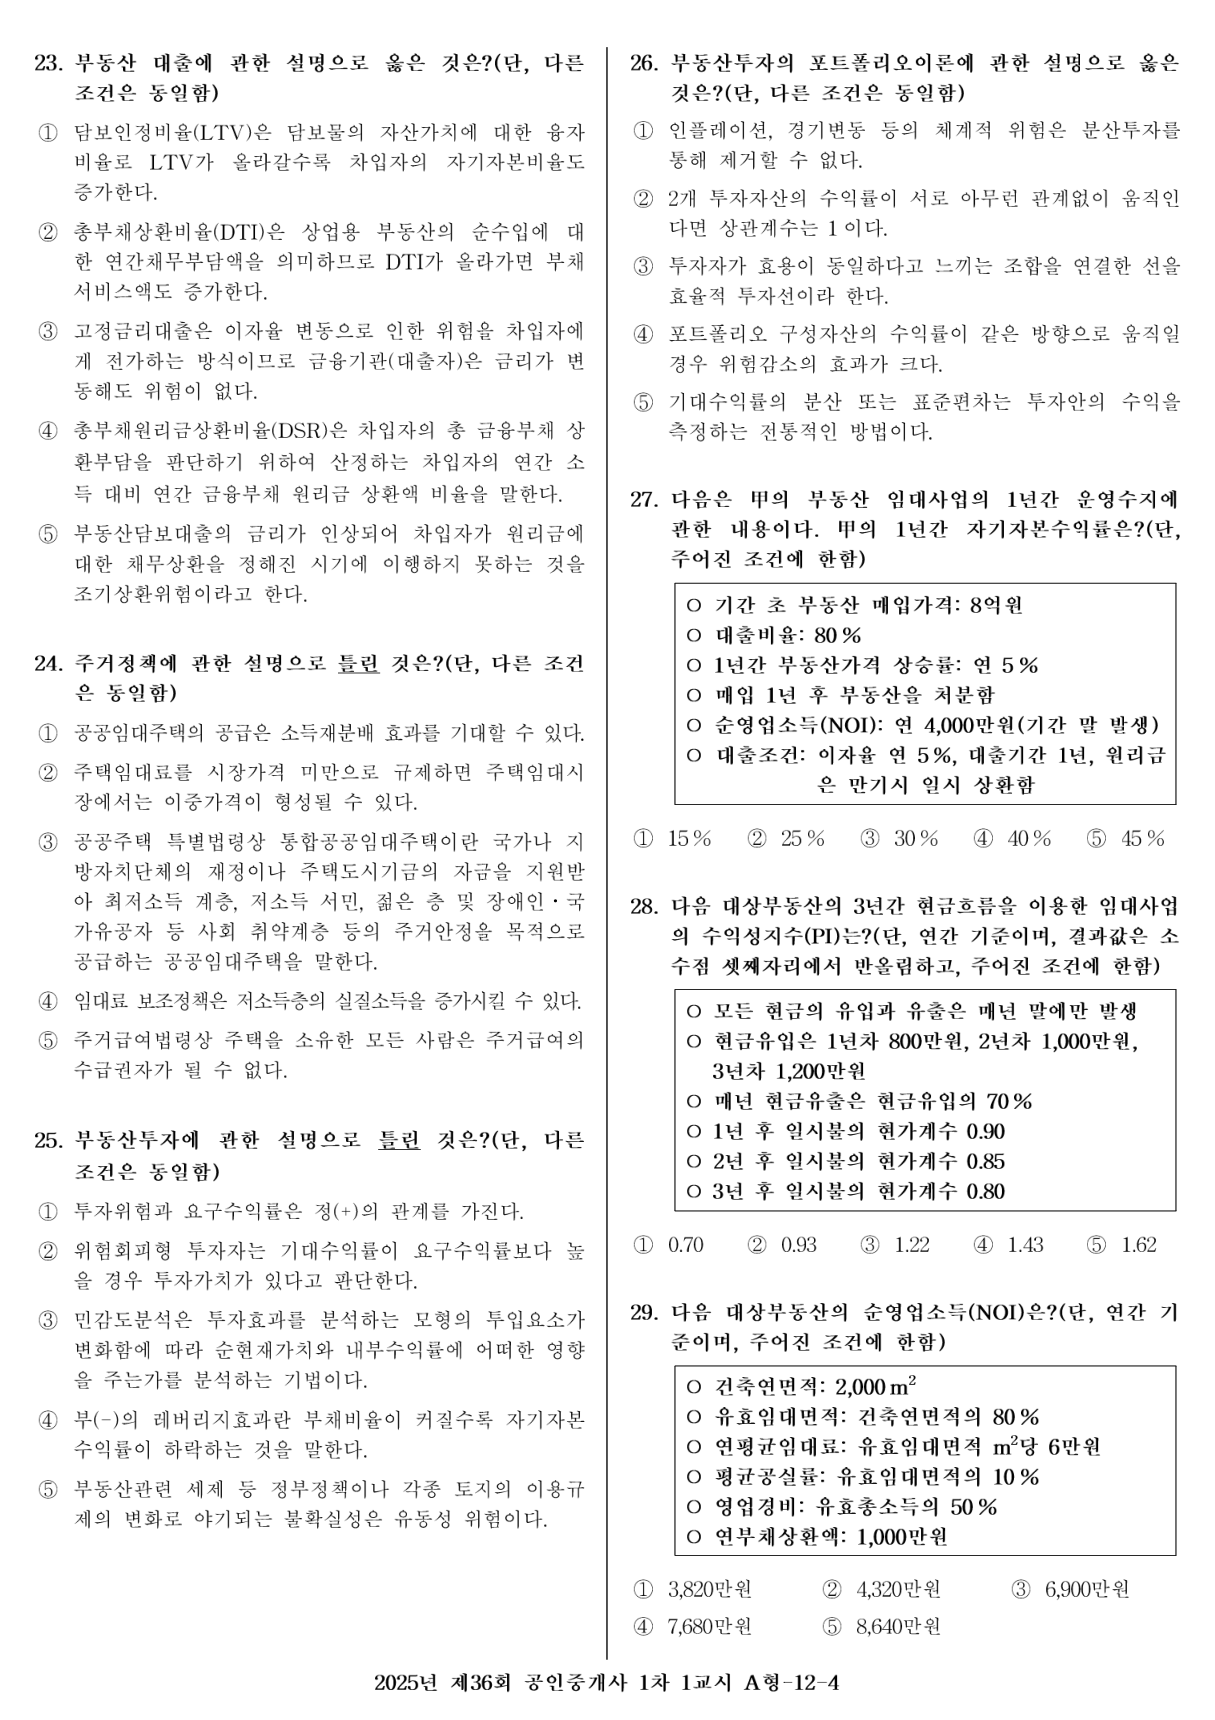 23. 부동산 대출에 관한 설명으로 옳은 것은?(단, 다른
조건은 동일함)
① 담보인정비율(LTV)은 담보물의 자산가치에 대한 융자
비율로 LTV가 올라갈수록 차입자의 자기자본비율도
증가한다.
② 총부채상환비율(DTI)은 상업용 부동산의 순수입에 대
한 연간채무부담액을 의미하므로 DTI가 올라가면 부채
서비스액도 증가한다.
③ 고정금리대출은 이자율 변동으로 인한 위험을 차입자에
게 전가하는 방식이므로 금융기관(대출자)은 금리가 변
동해도 위험이 없다.
④ 총부채원리금상환비율(DSR)은 차입자의 총 금융부채 상
환부담을 판단하기 위하여 산정하는 차입자의 연간 소
득 대비 연간 금융부채 원리금 상환액 비율을 말한다.
⑤ 부동산담보대출의 금리가 인상되어 차입자가 원리금에
대한 채무상환을 정해진 시기에 이행하지 못하는 것을
조기상환위험이라고 한다.
24. 주거정책에 관한 설명으로 틀린 것은?(단, 다른 조건
은 동일함)
① 공공임대주택의 공급은 소득재분배 효과를 기대할 수 있다.
② 주택임대료를 시장가격 미만으로 규제하면 주택임대시
장에서는 이중가격이 형성될 수 있다.
③ 공공주택 특별법령상 통합공공임대주택이란 국가나 지
방자치단체의 재정이나 주택도시기금의 자금을 지원받
아 최저소득 계층, 저소득 서민, 젊은 층 및 장애인·국
가유공자 등 사회 취약계층 등의 주거안정을 목적으로
공급하는 공공임대주택을 말한다.
④ 임대료 보조정책은 저소득층의 실질소득을 증가시킬 수 있다.
⑤ 주거급여법령상 주택을 소유한 모든 사람은 주거급여의
수급권자가 될 수 없다.
25. 부동산투자에 관한 설명으로 틀린 것은?(단, 다른
조건은 동일함)
① 투자위험과 요구수익률은 정(+)의 관계를 가진다.
② 위험회피형 투자자는 기대수익률이 요구수익률보다 높
을 경우 투자가치가 있다고 판단한다.
③ 민감도분석은 투자효과를 분석하는 모형의 투입요소가
변화함에 따라 순현재가치와 내부수익률에 어떠한 영향
을 주는가를 분석하는 기법이다.
④ 부(-)의 레버리지효과란 부채비율이 커질수록 자기자본
수익률이 하락하는 것을 말한다.
⑤ 부동산관련 세제 등 정부정책이나 각종 토지의 이용규
제의 변화로 야기되는 불확실성은 유동성 위험이다.
26. 부동산투자의 포트폴리오이론에 관한 설명으로 옳은
것은?(단, 다른 조건은 동일함)
① 인플레이션, 경기변동 등의 체계적 위험은 분산투자를
통해 제거할 수 없다.
② 2개 투자자산의 수익률이 서로 아무런 관계없이 움직인
다면 상관계수는 1이다.
③ 투자자가 효용이 동일하다고 느끼는 조합을 연결한 선을
효율적 투자선이라 한다.
④ 포트폴리오 구성자산의 수익률이 같은 방향으로 움직일
경우 위험감소의 효과가 크다.
⑤ 기대수익률의 분산 또는 표준편차는 투자안의 수익을
측정하는 전통적인 방법이다.
27. 다음은 甲의 부동산 임대사업의 1년간 운영수지에
관한 내용이다. 甲의 1년간 자기자본수익률은?(단,
주어진 조건에 한함)
○ 기간 초 부동산 매입가격: 8억원
○ 대출비율: 80%
○ 1년간 부동산가격 상승률: 연 5%
○ 매입 1년 후 부동산을 처분함
○ 순영업소득(NOI): 연 4,000만원(기간 말 발생)
○ 대출조건: 이자율 연 5%, 대출기간 1년, 원리금
은 만기시 일시 상환함
① 15% ② 25% ③ 30% ④ 40% ⑤ 45%
28. 다음 대상부동산의 3년간 현금흐름을 이용한 임대사업
의 수익성지수(PI)는?(단, 연간 기준이며, 결과값은 소
수점 셋째자리에서 반올림하고, 주어진 조건에 한함)
○ 모든 현금의 유입과 유출은 매년 말에만 발생
○ 현금유입은 1년차 800만원, 2년차 1,000만원,
3년차 1,200만원
○ 매년 현금유출은 현금유입의 70%
○ 1년 후 일시불의 현가계수 0.90
○ 2년 후 일시불의 현가계수 0.85
○ 3년 후 일시불의 현가계수 0.80
① 0.70 ② 0.93 ③ 1.22 ④ 1.43 ⑤ 1.62
29. 다음 대상부동산의 순영업소득(NOI)은?(단, 연간 기
준이며, 주어진 조건에 한함)
○ 건축연면적: 2,000m²
○ 유효임대면적: 건축연면적의 80%
○ 연평균임대료: 유효임대면적 m²당 6만원
○ 평균공실률: 유효임대면적의 10%
○ 영업경비: 유효총소득의 50%
○ 연부채상환액: 1,000만원
① 3,820만원 ② 4,320만원 ③ 6,900만원
④ 7,680만원 ⑤ 8,640만원
2025년 제36회 공인중개사 1차 1교시 A형-12-4